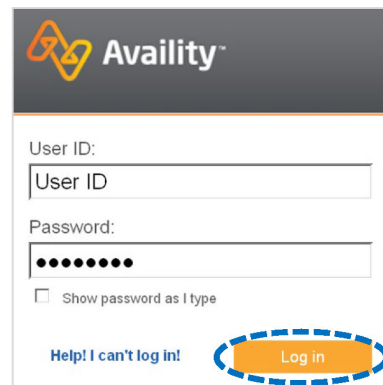 Availity™
User ID:
User ID
Password:
••••••••
Show password as I type
Help! I can't log in!
Log in